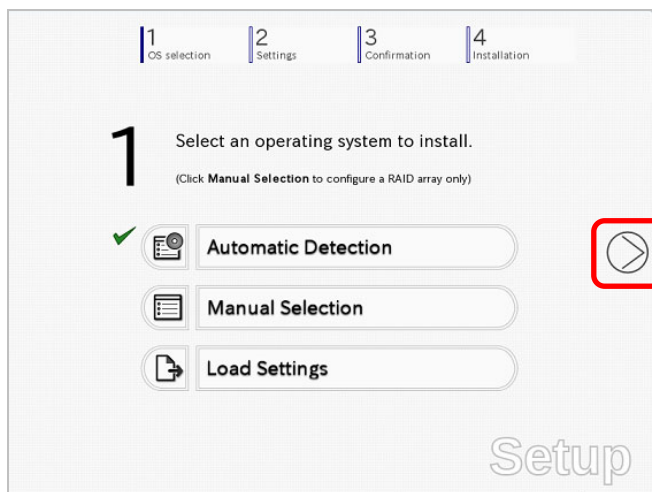 1
OS selection
2
Settings
3
Confirmation
4
Installation
1
Select an operating system to install.
(Click Manual Selection to configure a RAID array only)
Automatic Detection
Manual Selection
Load Settings
Setup